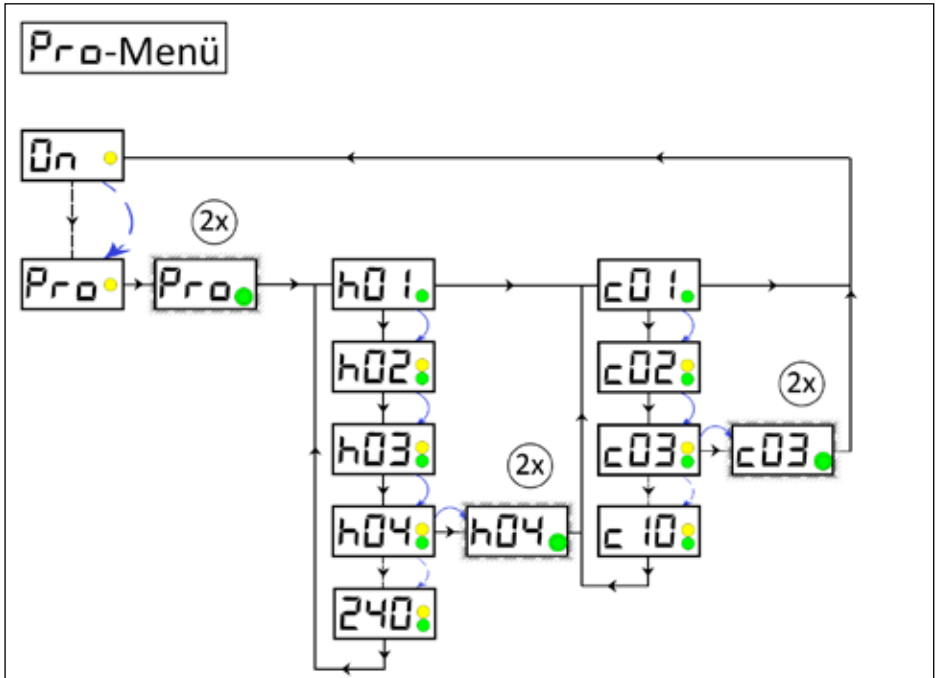 Pro-Menü
On
2x
Pro
Pro
h01
c01
h02
c02
2x
h03
c03
c03
2x
h04
h04
c10
240